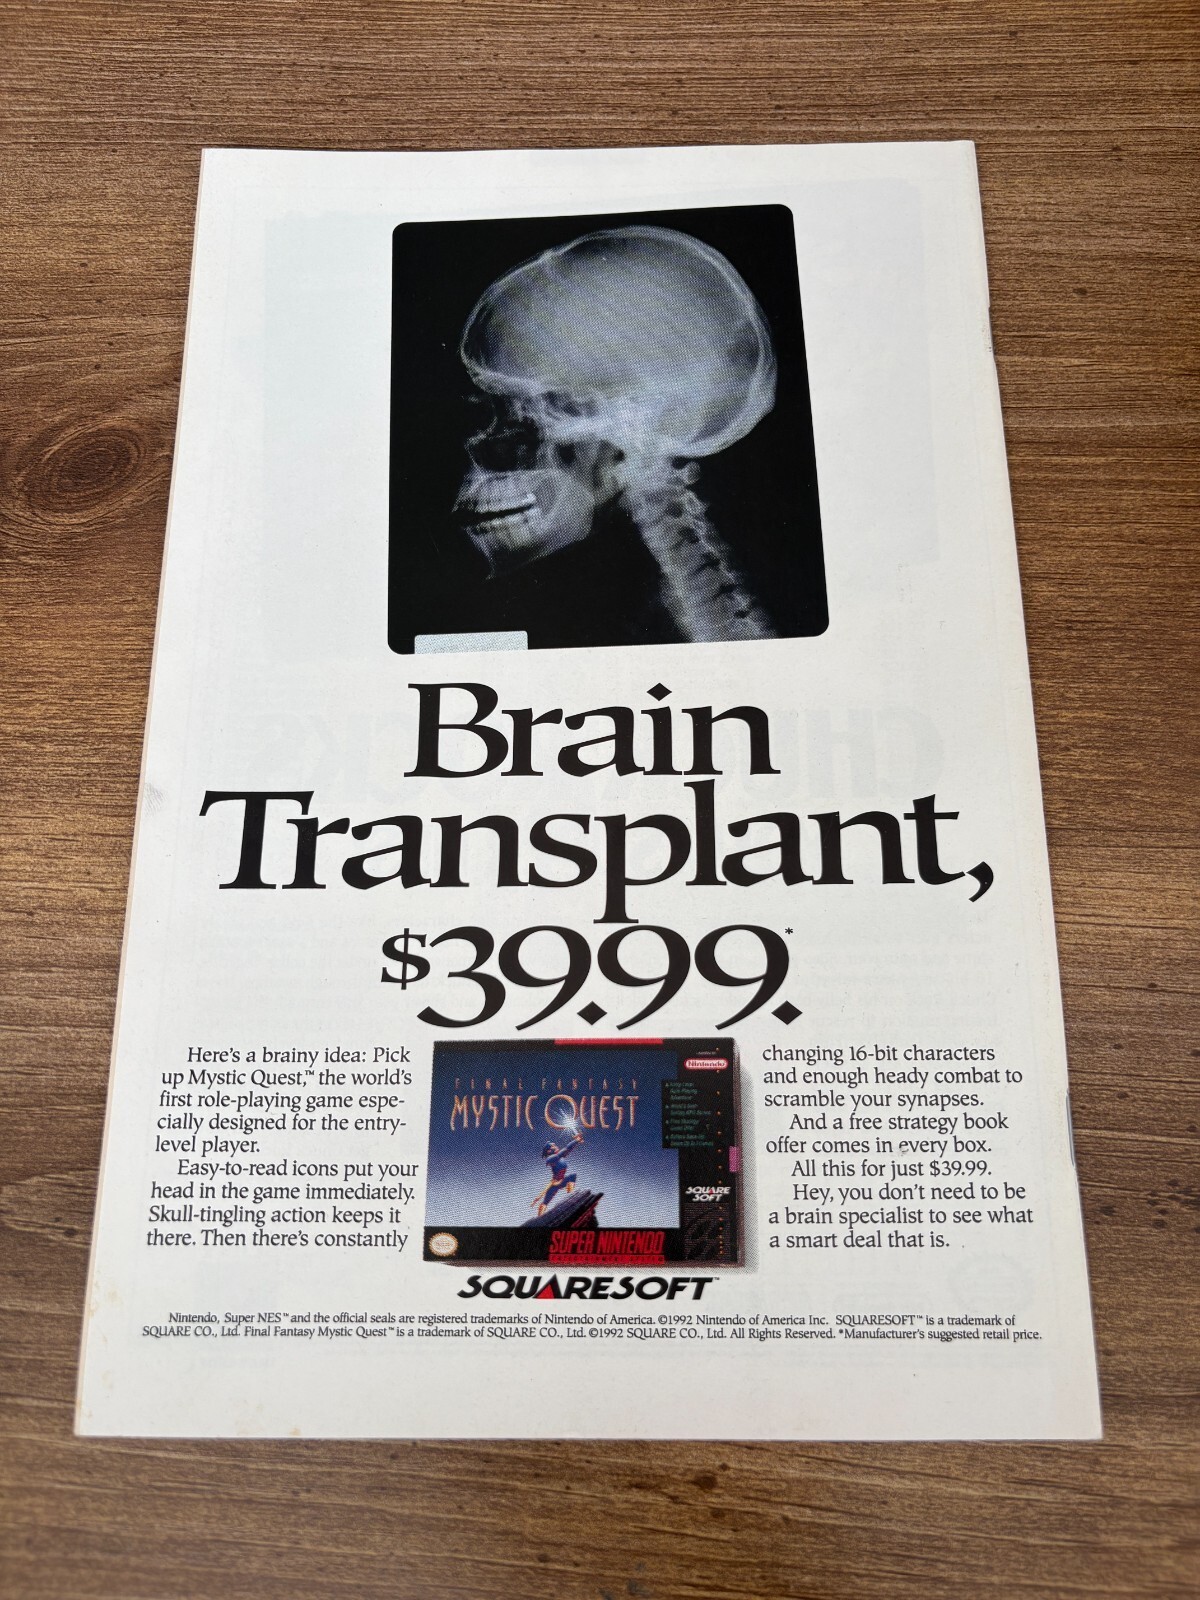 Brain
Transplant,
$39.99.*
Here's a brainy idea: Pick
up Mystic Quest,™ the world's
first role-playing game espe-
cially designed for the entry-
level player.
Easy-to-read icons put your
head in the game immediately.
Skull-tingling action keeps it
there. Then there's constantly
FINAL FANTASY
MYSTIC QUEST
Nintendo
SQUARE
SOFT
SUPER NINTENDO
ENTERTAINMENT SYSTEM
changing 16-bit characters
and enough heady combat to
scramble your synapses.
And a free strategy book
offer comes in every box.
All this for just $39.99.
Hey, you don't need to be
a brain specialist to see what
a smart deal that is.
SQUARESOFT™
Nintendo, Super NES™ and the official seals are registered trademarks of Nintendo of America. ©1992 Nintendo of America Inc. SQUARESOFT™ is a trademark of
SQUARE CO., Ltd. Final Fantasy Mystic Quest™ is a trademark of SQUARE CO., Ltd. ©1992 SQUARE CO., Ltd. All Rights Reserved. *Manufacturer's suggested retail price.